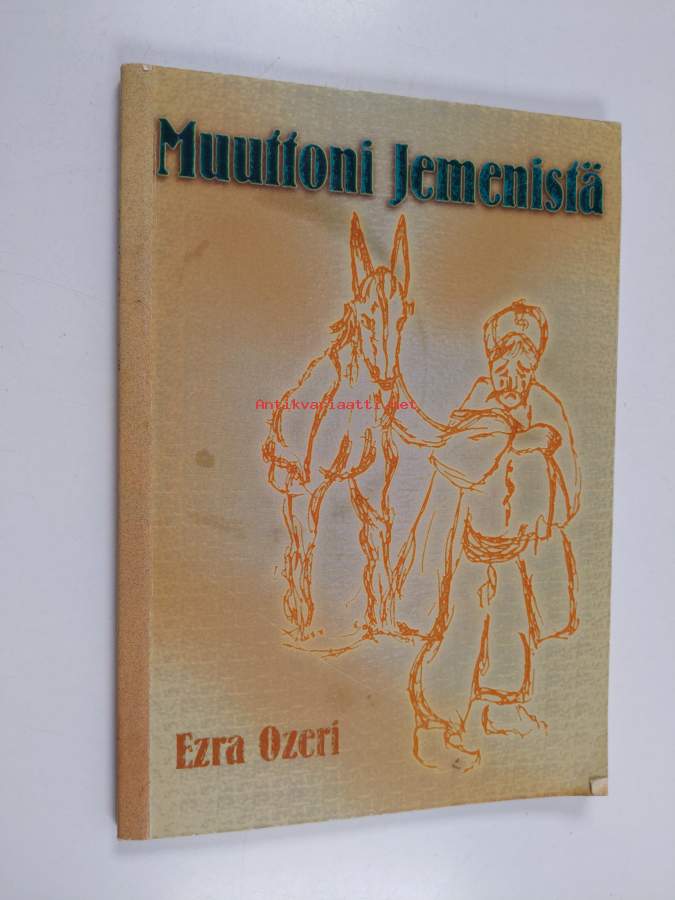 Muuttoni Jemenistä
Antikvariaatti.net
Ezra Ozeri